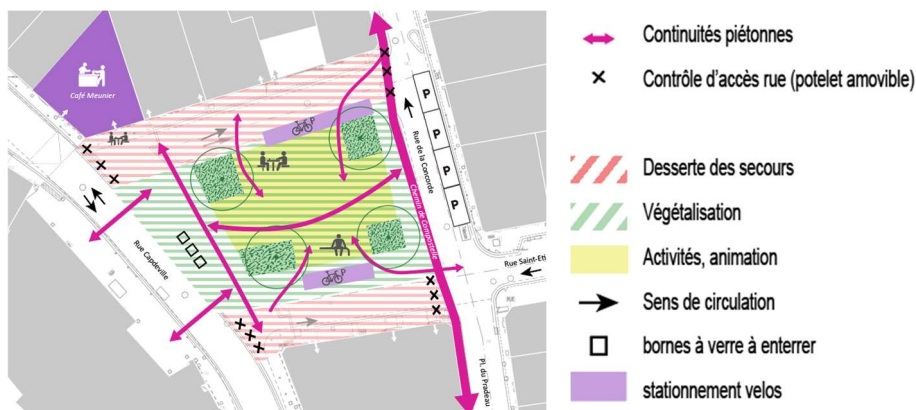 Café Meunier
P.
P.
P.
P.
Rue de la Concorde
Chemin de Compostelle
Rue Capdeville
Rue Saint-Eti
RUE
Pl. du Pradeau
Continuités piétonnes
Contrôle d'accès rue (potelet amovible)
Desserte des secours
Végétalisation
Activités, animation
Sens de circulation
bornes à verre à enterrer
stationnement velos